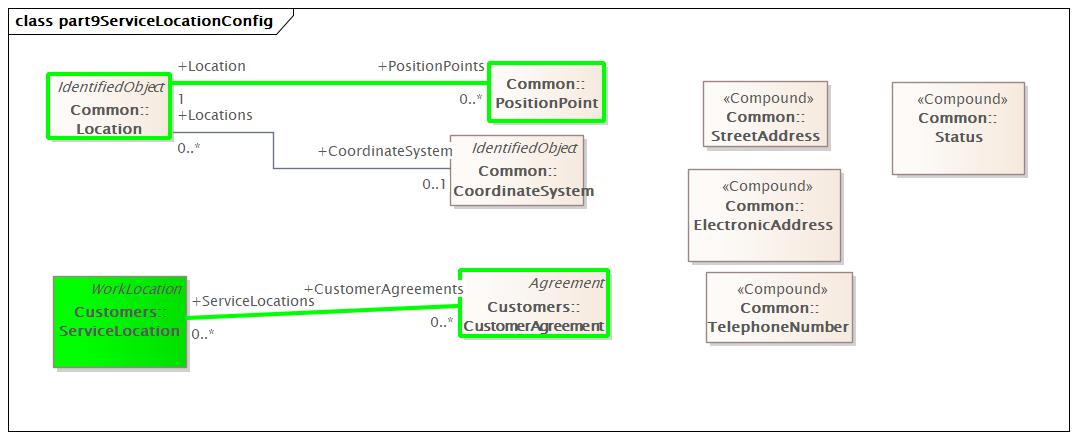 class part9ServiceLocationConfig
+Location
+PositionPoints
IdentifiedObject
Common::
Location
1
0..*
Common::
PositionPoint
+Locations
0..*
+CoordinateSystem
0..1
IdentifiedObject
Common::
CoordinateSystem
«Compound»
Common::
StreetAddress
«Compound»
Common::
Status
«Compound»
Common::
ElectronicAddress
WorkLocation
Customers::
ServiceLocation
+ServiceLocations
0..*
+CustomerAgreements
0..*
Agreement
Customers::
CustomerAgreement
«Compound»
Common::
TelephoneNumber